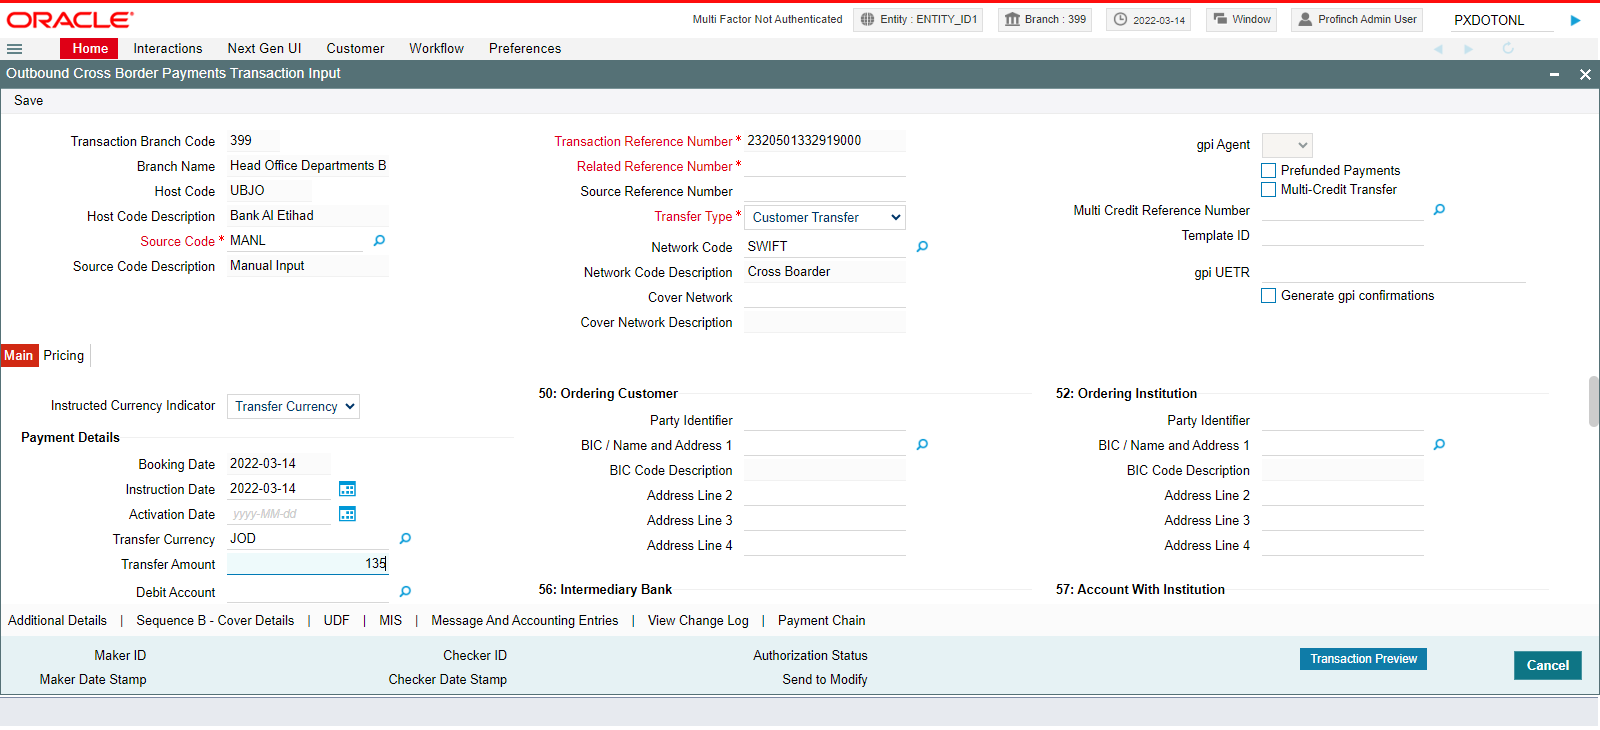 ORACLE
Multi Factor Not Authenticated Entity : ENTITY_ID1 Branch : 399 2022-03-14 Window Profinch Admin User PXDOTONL
Home Interactions Next Gen UI Customer Workflow Preferences
Outbound Cross Border Payments Transaction Input
Save
Transaction Branch Code 399
Branch Name Head Office Departments B
Host Code UBJO
Host Code Description Bank Al Etihad
Source Code * MANL
Source Code Description Manual Input
Transaction Reference Number * 2320501332919000
Related Reference Number *
Source Reference Number
Transfer Type * Customer Transfer
Network Code SWIFT
Network Code Description Cross Boarder
Cover Network
Cover Network Description
gpi Agent
Prefunded Payments
Multi-Credit Transfer
Multi Credit Reference Number
Template ID
gpi UETR
Generate gpi confirmations
Main Pricing
Instructed Currency Indicator Transfer Currency
Payment Details
Booking Date 2022-03-14
Instruction Date 2022-03-14
Activation Date yyyy-MM-dd
Transfer Currency JOD
Transfer Amount 135
Debit Account
50: Ordering Customer
Party Identifier
BIC / Name and Address 1
BIC Code Description
Address Line 2
Address Line 3
Address Line 4
56: Intermediary Bank
52: Ordering Institution
Party Identifier
BIC / Name and Address 1
BIC Code Description
Address Line 2
Address Line 3
Address Line 4
57: Account With Institution
Additional Details | Sequence B - Cover Details | UDF | MIS | Message And Accounting Entries | View Change Log | Payment Chain
Maker ID Checker ID Authorization Status
Maker Date Stamp Checker Date Stamp Send to Modify
Transaction Preview
Cancel